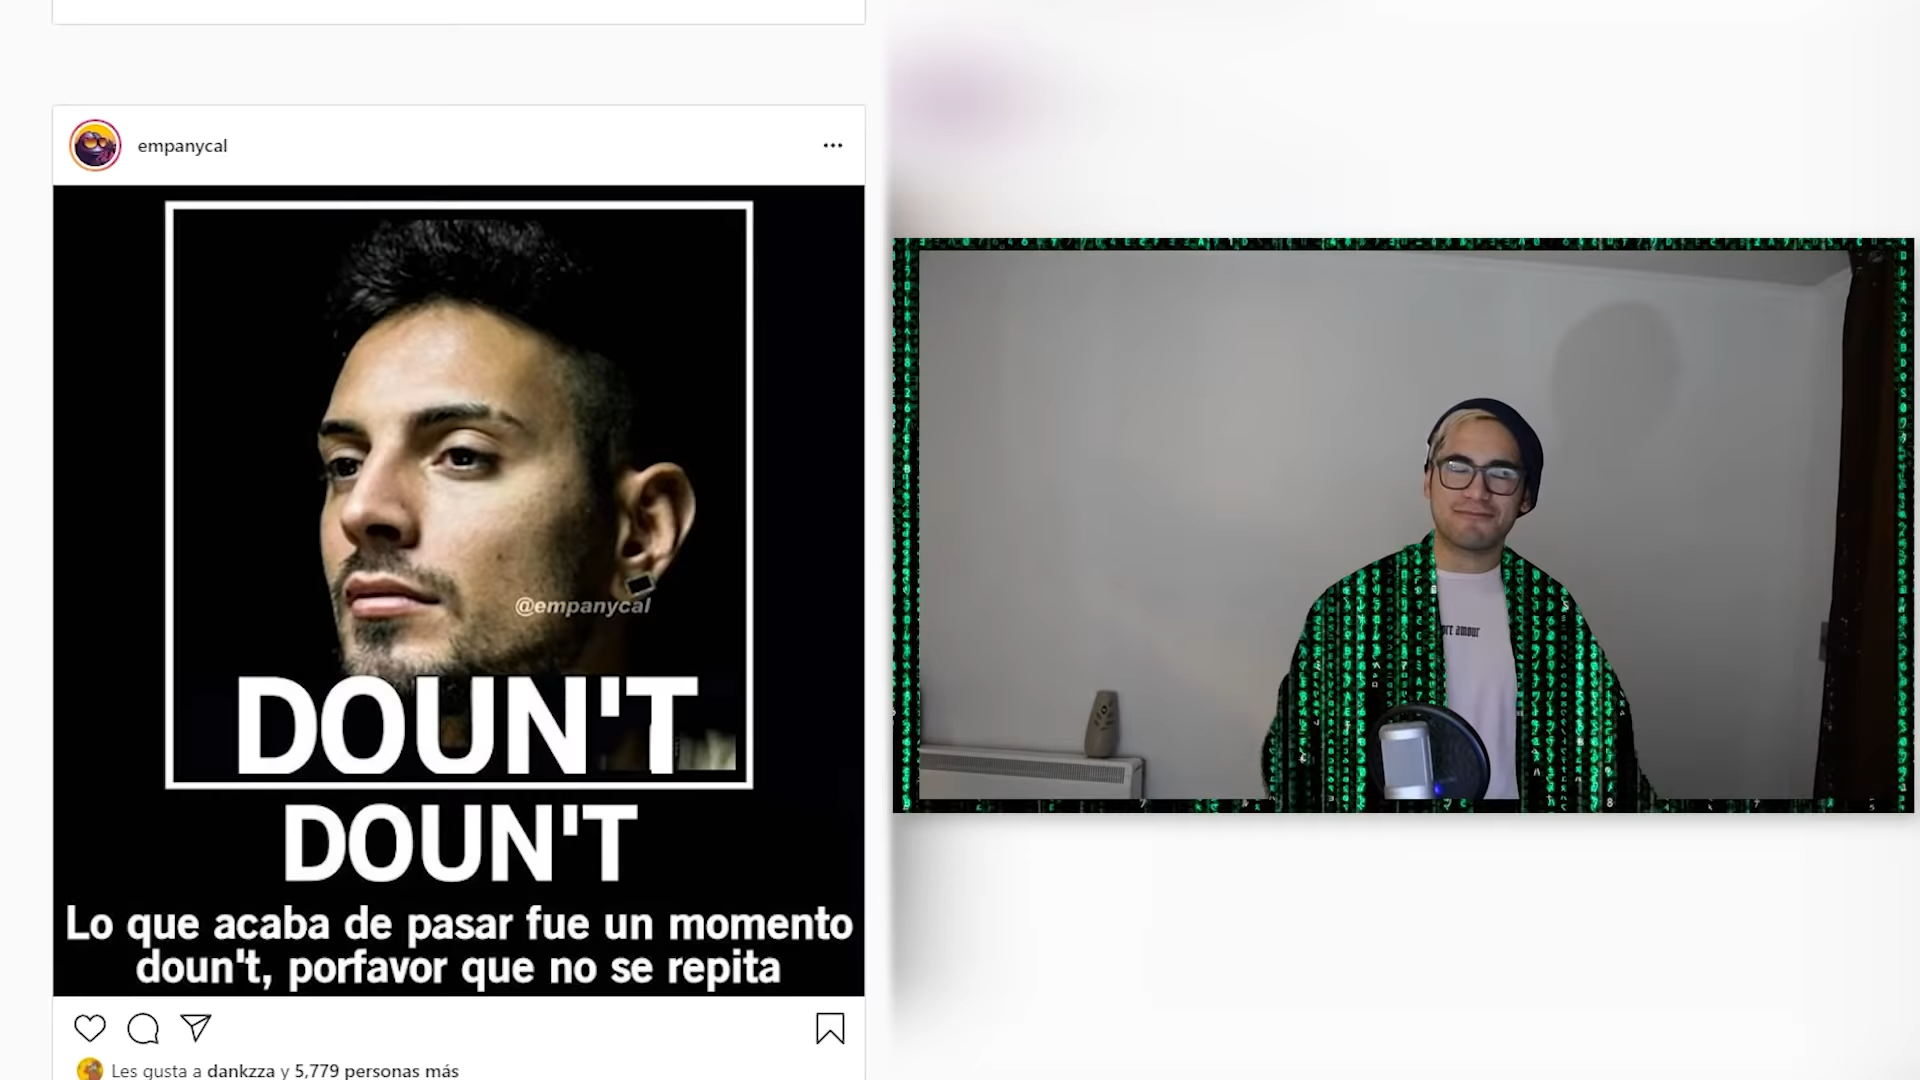 empanycal
@empanycal
DOUN'T
DOUN'T
Lo que acaba de pasar fue un momento
doun't, porfavor que no se repita
Les gusta a dankzza y 5,779 personas más
amour